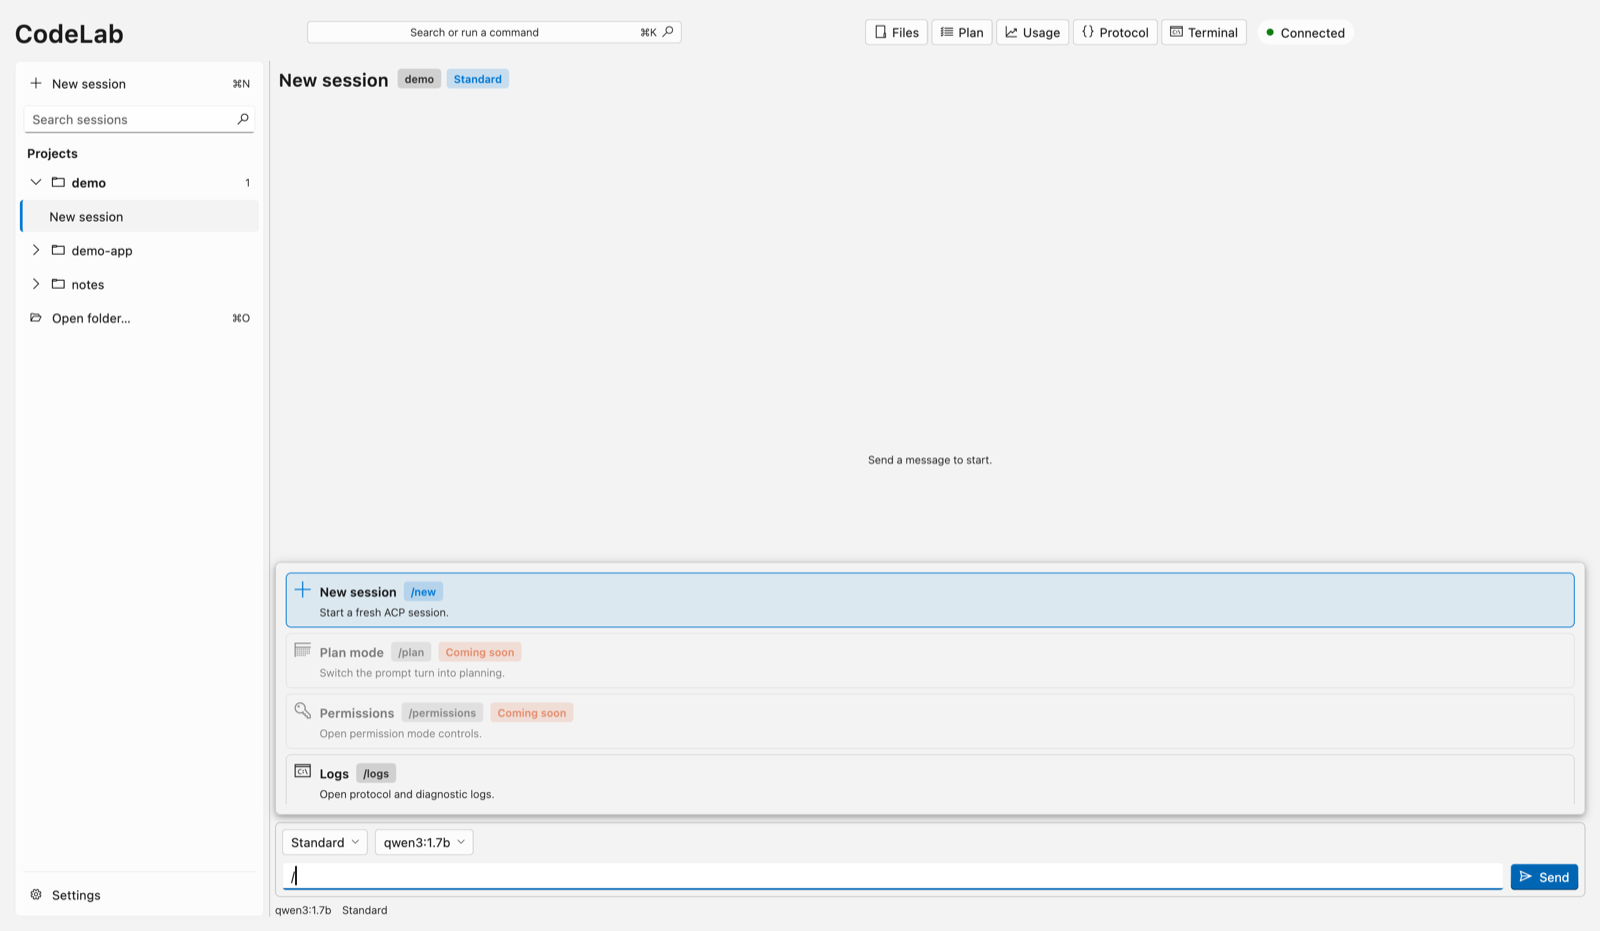 CodeLab
Search or run a command ⌘K
Files
Plan
Usage
Protocol
Terminal
Connected
New session ⌘N
Search sessions
Projects
demo 1
New session
demo-app
notes
Open folder... ⌘O
Settings
New session demo Standard
Send a message to start.
New session /new
Start a fresh ACP session.
Plan mode /plan Coming soon
Switch the prompt turn into planning.
Permissions /permissions Coming soon
Open permission mode controls.
Logs /logs
Open protocol and diagnostic logs.
Standard qwen3:1.7b
/
Send
qwen3:1.7b Standard